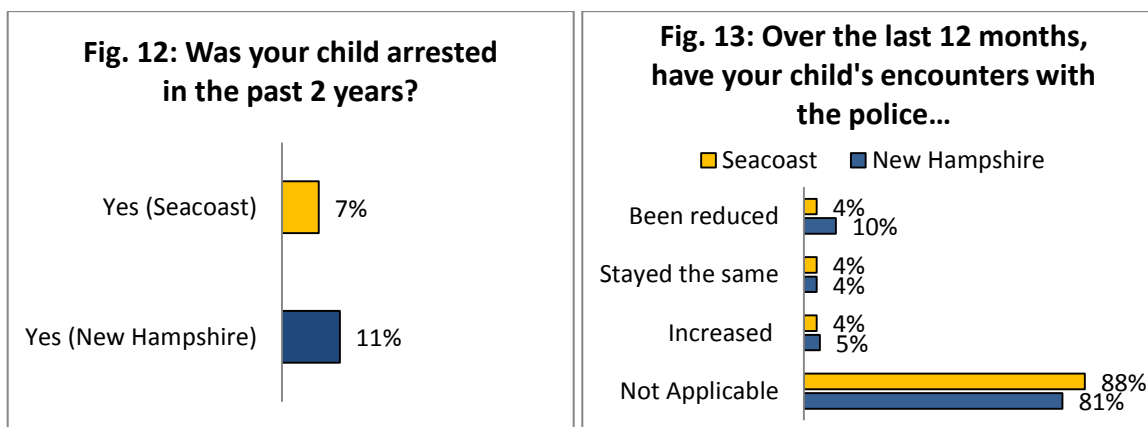 Fig. 12: Was your child arrested
in the past 2 years?
Yes (Seacoast)
7%
Yes (New Hampshire)
11%
Fig. 13: Over the last 12 months,
have your child's encounters with
the police…
Seacoast
New Hampshire
Been reduced
4%
10%
Stayed the same
4%
4%
Increased
4%
5%
Not Applicable
88%
81%